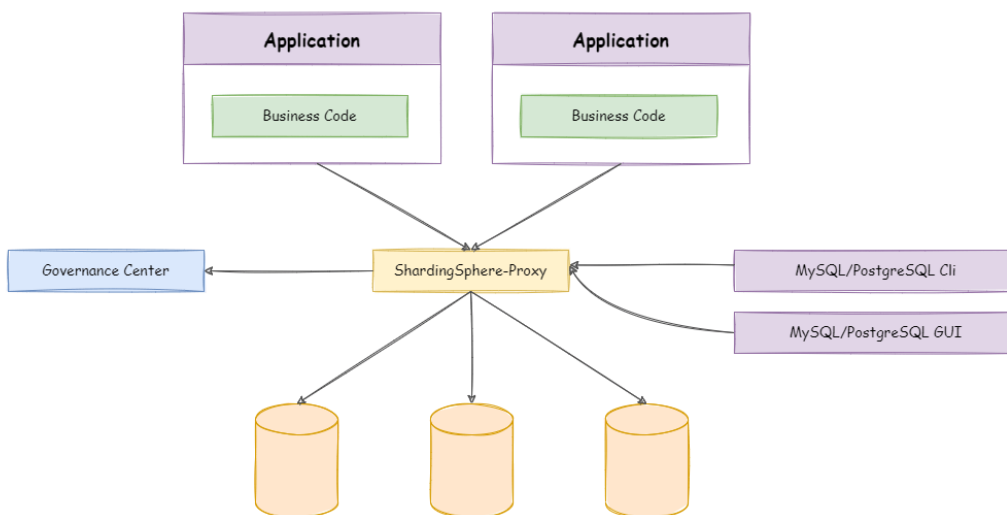 Application
Application
Business Code
Business Code
Governance Center
ShardingSphere-Proxy
MySQL/PostgreSQL Cli
MySQL/PostgreSQL GUI